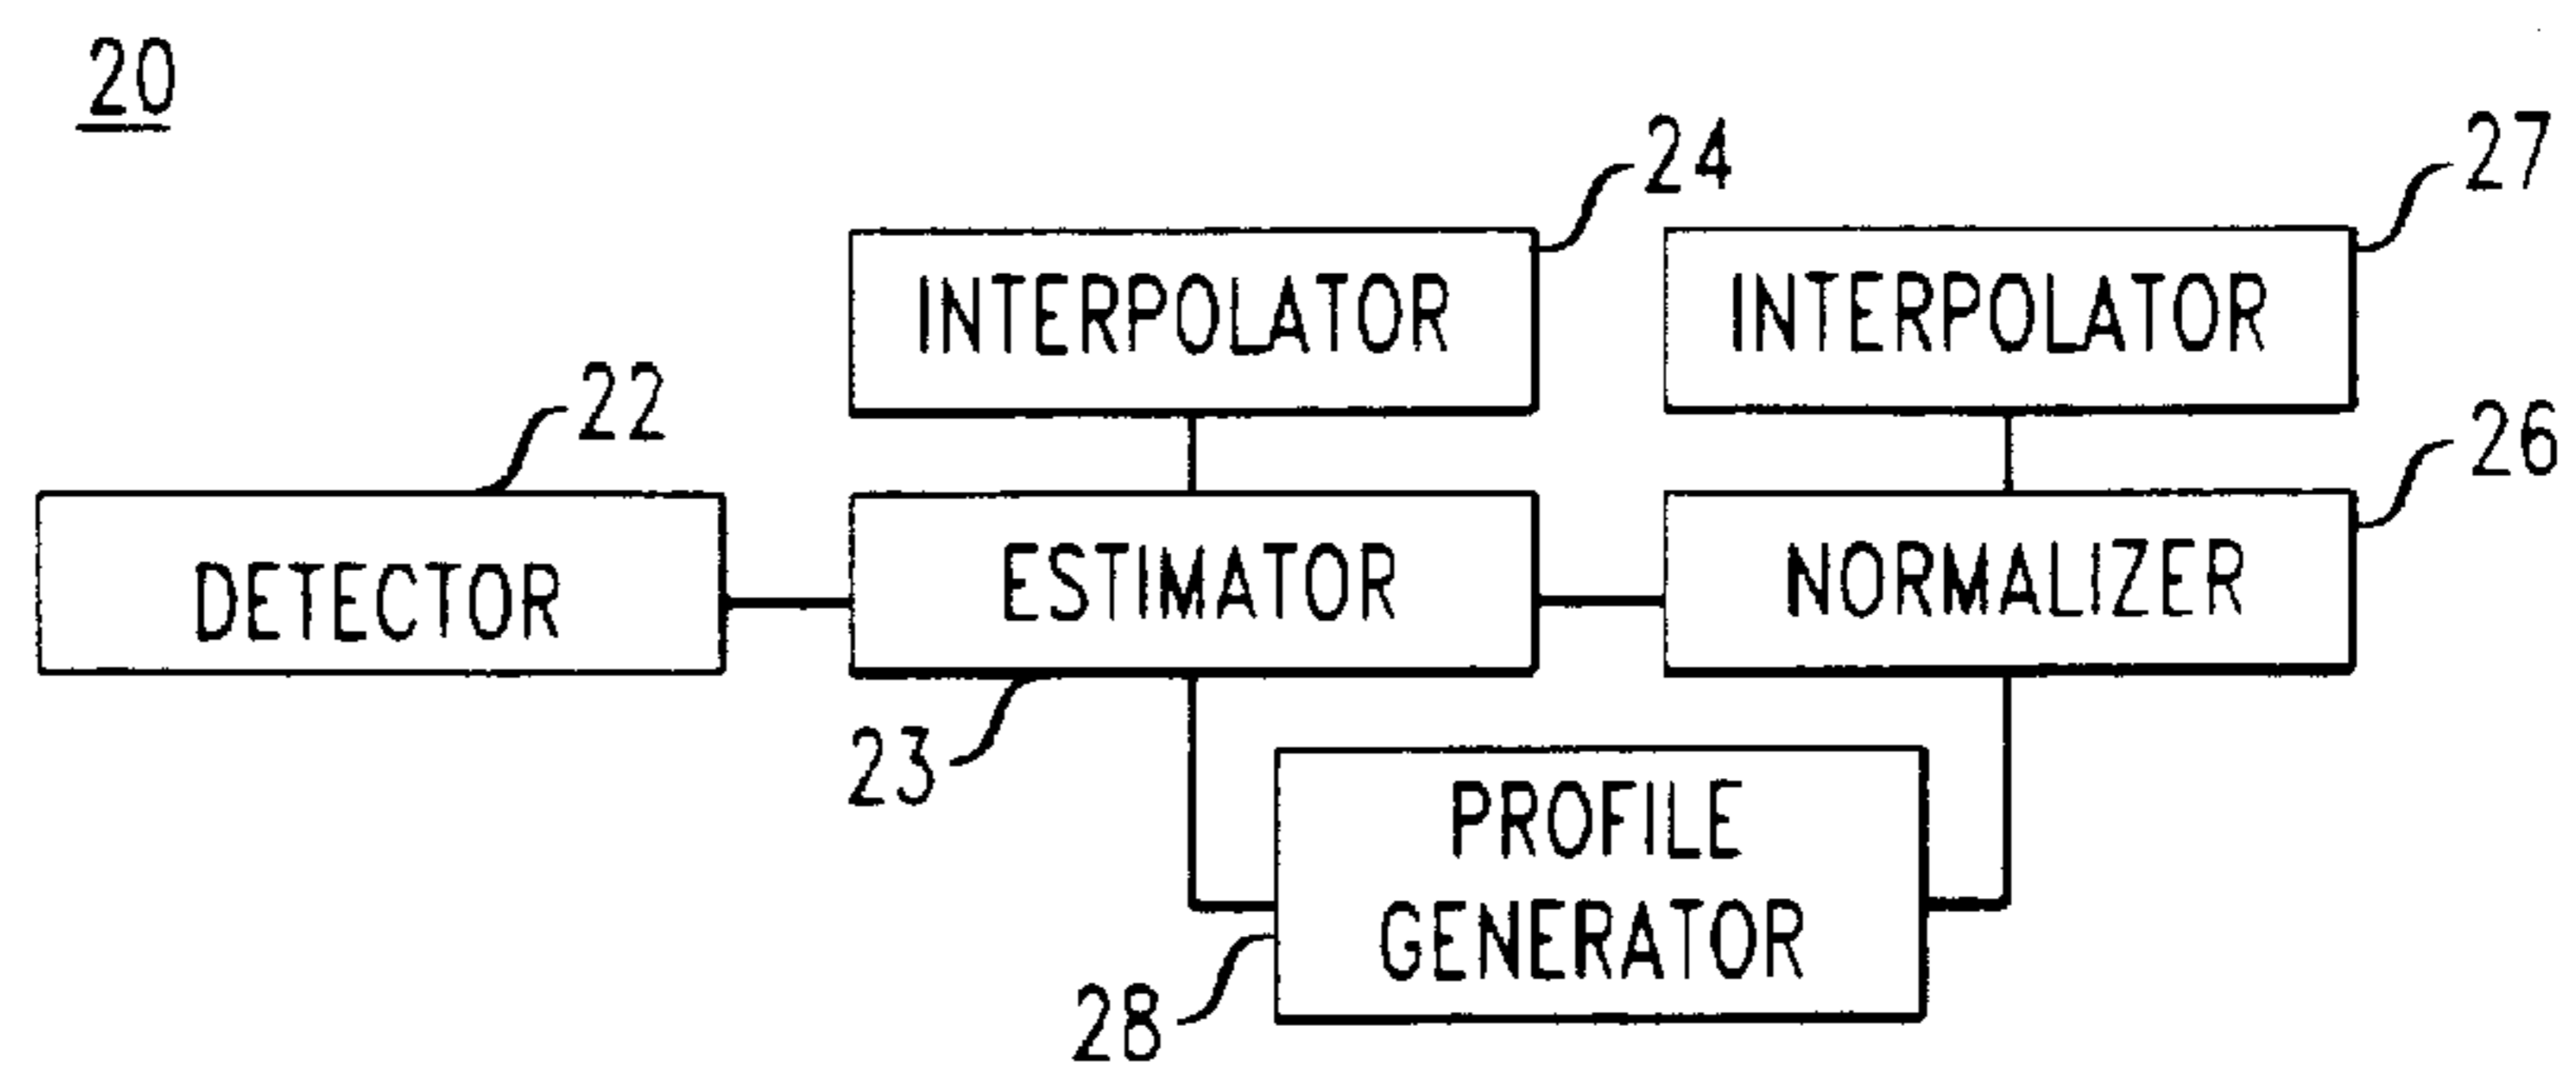 20
24
27
INTERPOLATOR
INTERPOLATOR
22
26
DETECTOR
ESTIMATOR
NORMALIZER
23
PROFILE
GENERATOR
28